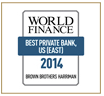 WORLD
FINANCE
BEST PRIVATE BANK,
US [EAST]
2014
BROWN BROTHERS HARRIMAN